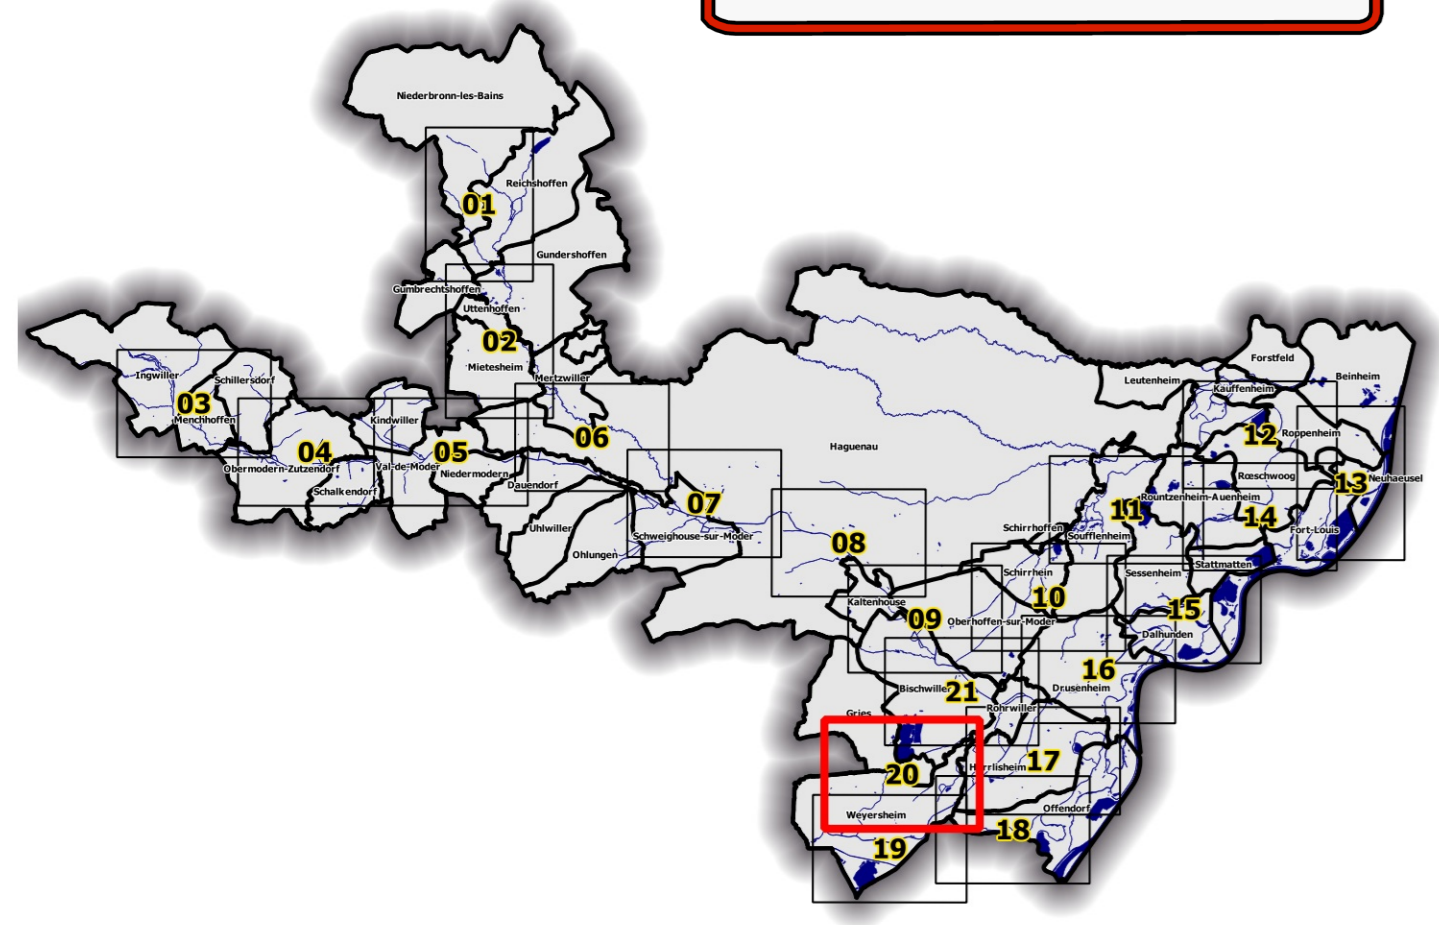 Niederbronn-les-Bains
Reichshoffen
01
Gundershoffen
Gumbrechtshoffen
Uttenhoffen
02
Mietesheim
Mertzwiller
Ingwiller
Schillersdorf
03
Menchhoffen
Kindwiller
04
05
06
Obermodern-Zutzendorf
Val-de-Moder
Niedermodern
Schalkendorf
Dauendorf
07
Uhlwiller
Schweighouse-sur-Moder
Ohlungen
Haguenau
08
Leutenheim
Forstfeld
Kauffenheim
Beinheim
12
Roppenheim
Rœschwoog
13
Neuhaeusel
Rountzenheim-Auenheim
11
14
Fort-Louis
Schirrhoffen
Soufflenheim
Stattmatten
Schirrhein
Sessenheim
10
15
Kaltenhouse
09
Oberhoffen-sur-Moder
Dalhunden
16
Bischwiller
21
Drusenheim
Rohrwiller
Gries
17
Herrlisheim
20
Offendorf
Weyersheim
18
19